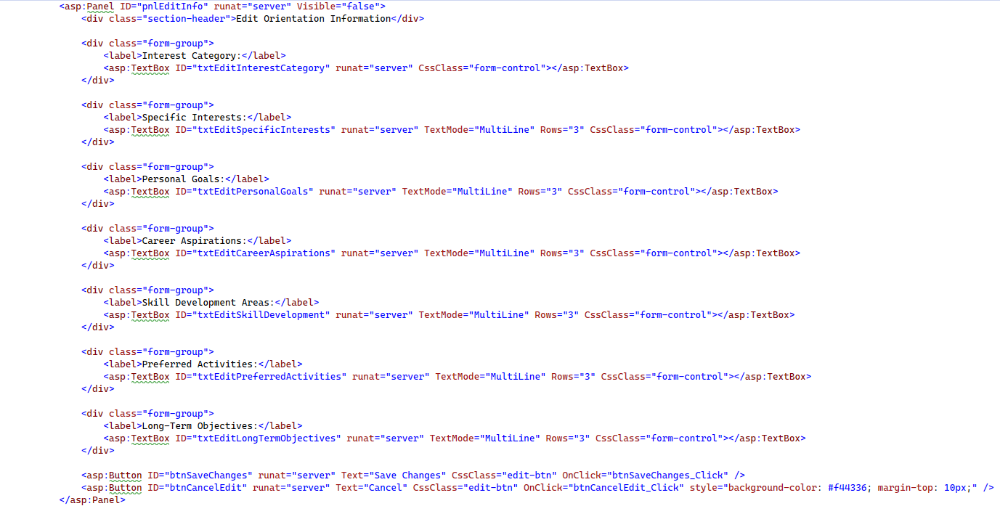 <asp:Panel ID="pnlEditInfo" runat="server" Visible="false">
<div class="section-header">Edit Orientation Information</div>
<div class="form-group">
<label>Interest Category:</label>
<asp:TextBox ID="txtEditInterestCategory" runat="server" CssClass="form-control"></asp:TextBox>
</div>
<div class="form-group">
<label>Specific Interests:</label>
<asp:TextBox ID="txtEditSpecificInterests" runat="server" TextMode="MultiLine" Rows="3" CssClass="form-control"></asp:TextBox>
</div>
<div class="form-group">
<label>Personal Goals:</label>
<asp:TextBox ID="txtEditPersonalGoals" runat="server" TextMode="MultiLine" Rows="3" CssClass="form-control"></asp:TextBox>
</div>
<div class="form-group">
<label>Career Aspirations:</label>
<asp:TextBox ID="txtEditCareerAspirations" runat="server" TextMode="MultiLine" Rows="3" CssClass="form-control"></asp:TextBox>
</div>
<div class="form-group">
<label>Skill Development Areas:</label>
<asp:TextBox ID="txtEditSkillDevelopment" runat="server" TextMode="MultiLine" Rows="3" CssClass="form-control"></asp:TextBox>
</div>
<div class="form-group">
<label>Preferred Activities:</label>
<asp:TextBox ID="txtEditPreferredActivities" runat="server" TextMode="MultiLine" Rows="3" CssClass="form-control"></asp:TextBox>
</div>
<div class="form-group">
<label>Long-Term Objectives:</label>
<asp:TextBox ID="txtEditLongTermObjectives" runat="server" TextMode="MultiLine" Rows="3" CssClass="form-control"></asp:TextBox>
</div>
<asp:Button ID="btnSaveChanges" runat="server" Text="Save Changes" CssClass="edit-btn" OnClick="btnSaveChanges_Click" />
<asp:Button ID="btnCancelEdit" runat="server" Text="Cancel" CssClass="edit-btn" OnClick="btnCancelEdit_Click" style="background-color: #f44336; margin-top: 10px;" />
</asp:Panel>